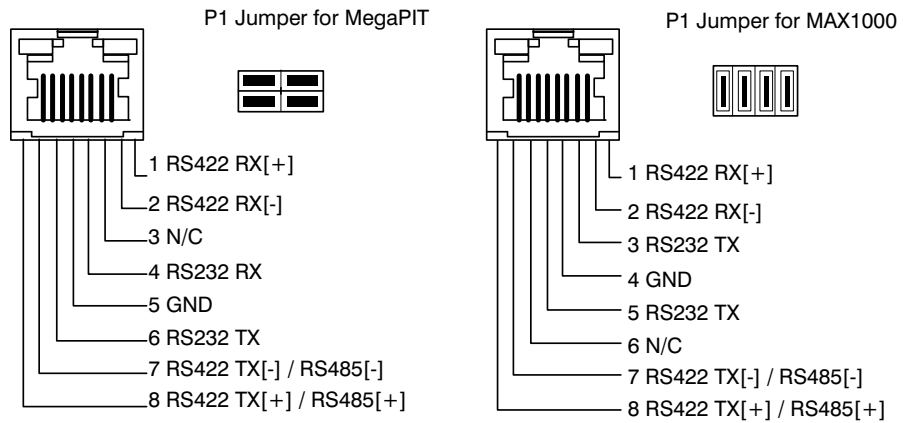 P1 Jumper for MegaPIT
1 RS422 RX[+]
2 RS422 RX[-]
3 N/C
4 RS232 RX
5 GND
6 RS232 TX
7 RS422 TX[-] / RS485[-]
8 RS422 TX[+] / RS485[+]
P1 Jumper for MAX1000
1 RS422 RX[+]
2 RS422 RX[-]
3 RS232 TX
4 GND
5 RS232 TX
6 N/C
7 RS422 TX[-] / RS485[-]
8 RS422 TX[+] / RS485[+]